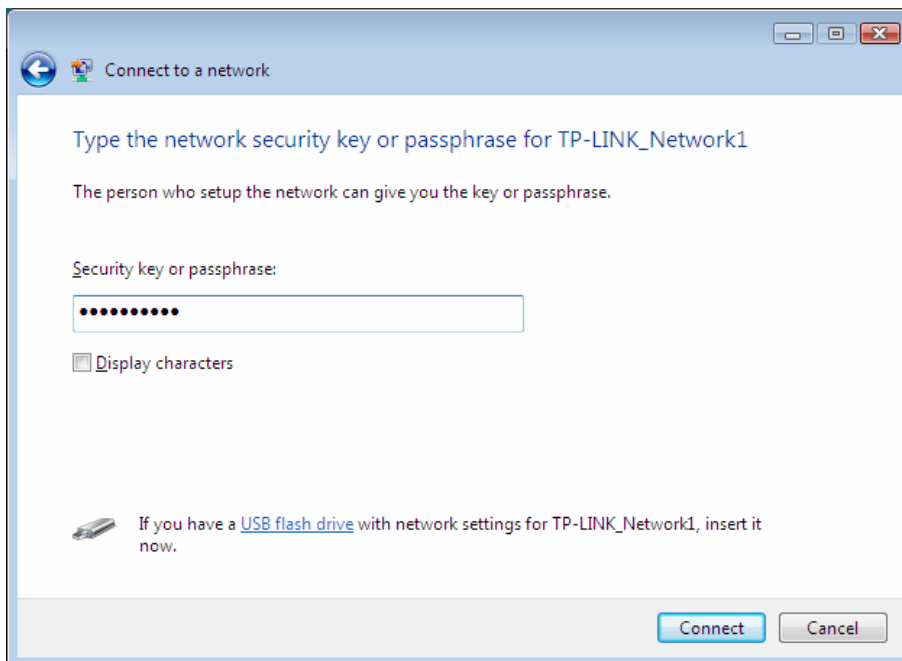 Connect to a network
Type the network security key or passphrase for TP-LINK_Network1
The person who setup the network can give you the key or passphrase.
Security key or passphrase:
••••••••••
Display characters
If you have a USB flash drive with network settings for TP-LINK_Network1, insert it
now.
Connect Cancel